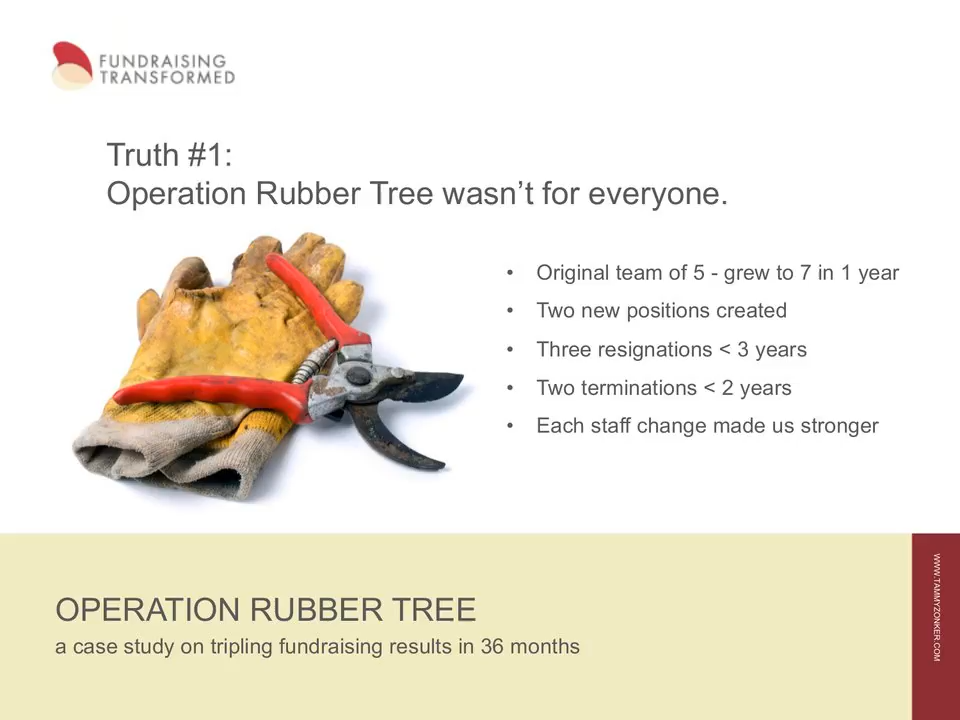 FUNDRAISING
TRANSFORMED
Truth #1:
Operation Rubber Tree wasn’t for everyone.
• Original team of 5 - grew to 7 in 1 year
• Two new positions created
• Three resignations < 3 years
• Two terminations < 2 years
• Each staff change made us stronger
OPERATION RUBBER TREE
a case study on tripling fundraising results in 36 months
WWW.TAMMYZONKER.COM